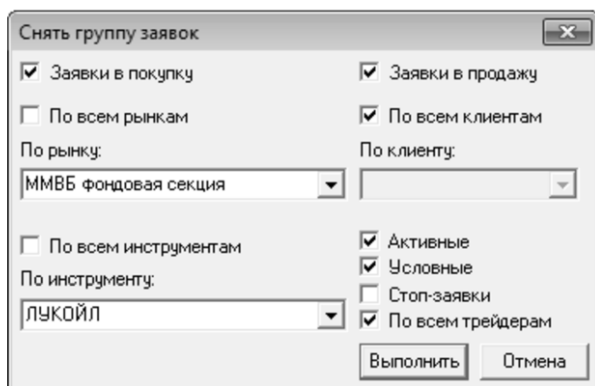 Снять группу заявок
Заявки в покупку
Заявки в продажу
По всем рынкам
По всем клиентам
По рынку:
По клиенту:
ММВБ фондовая секция
По всем инструментам
Активные
Условные
По инструменту:
Стоп-заявки
ЛУКОЙЛ
По всем трейдерам
Выполнить
Отмена